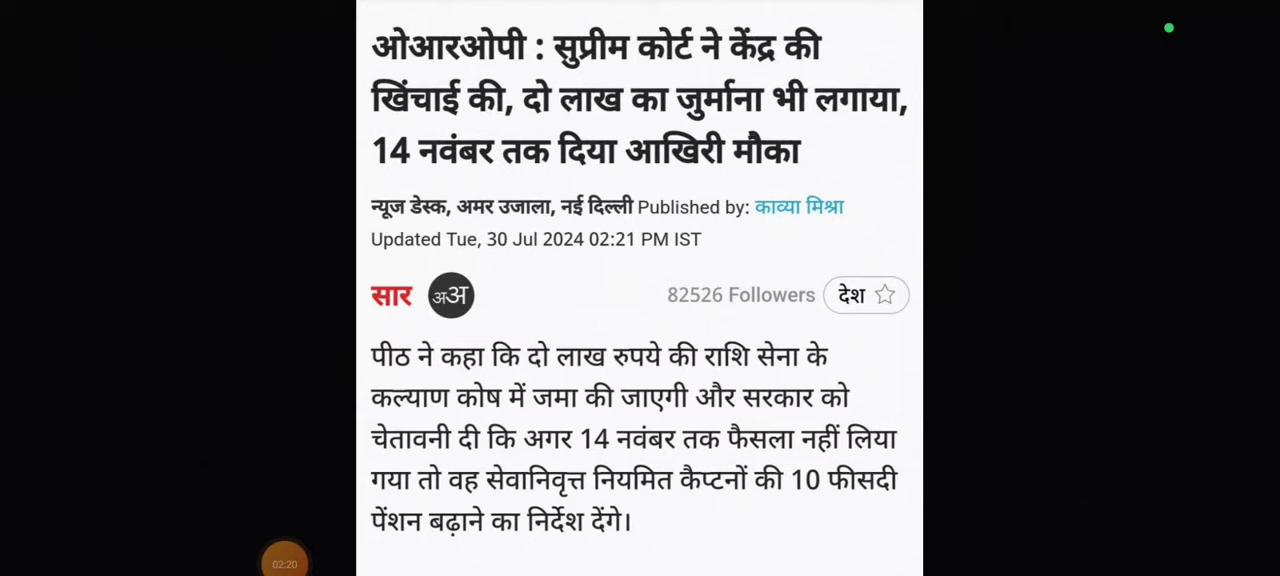 ओआरओपी : सुप्रीम कोर्ट ने केंद्र की
खिंचाई की, दो लाख का जुर्माना भी लगाया,
14 नवंबर तक दिया आखिरी मौका
न्यूज डेस्क, अमर उजाला, नई दिल्ली Published by: काव्या मिश्रा
Updated Tue, 30 Jul 2024 02:21 PM IST
सार अअ 82526 Followers देश
पीठ ने कहा कि दो लाख रुपये की राशि सेना के
कल्याण कोष में जमा की जाएगी और सरकार को
चेतावनी दी कि अगर 14 नवंबर तक फैसला नहीं लिया
गया तो वह सेवानिवृत्त नियमित कैप्टनों की 10 फीसदी
पेंशन बढ़ाने का निर्देश देंगे।
02:20